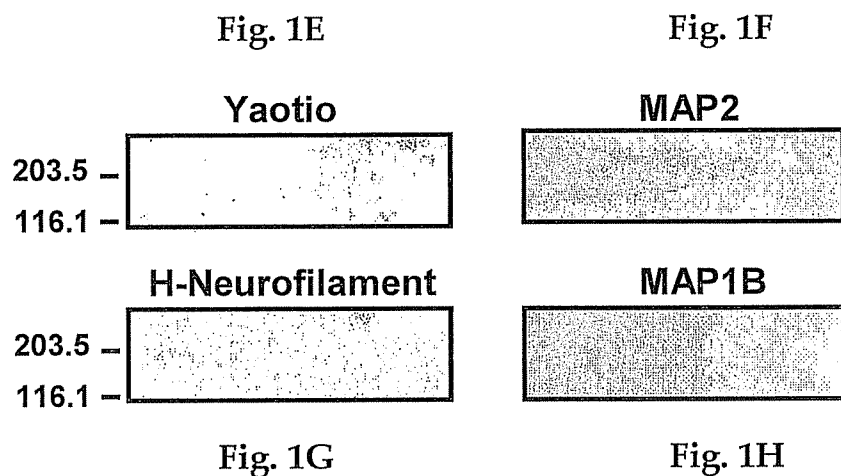 Fig. 1E Fig. 1F
Yaotio MAP2
203.5 –
116.1 –
H-Neurofilament MAP1B
203.5 –
116.1 –
Fig. 1G Fig. 1H